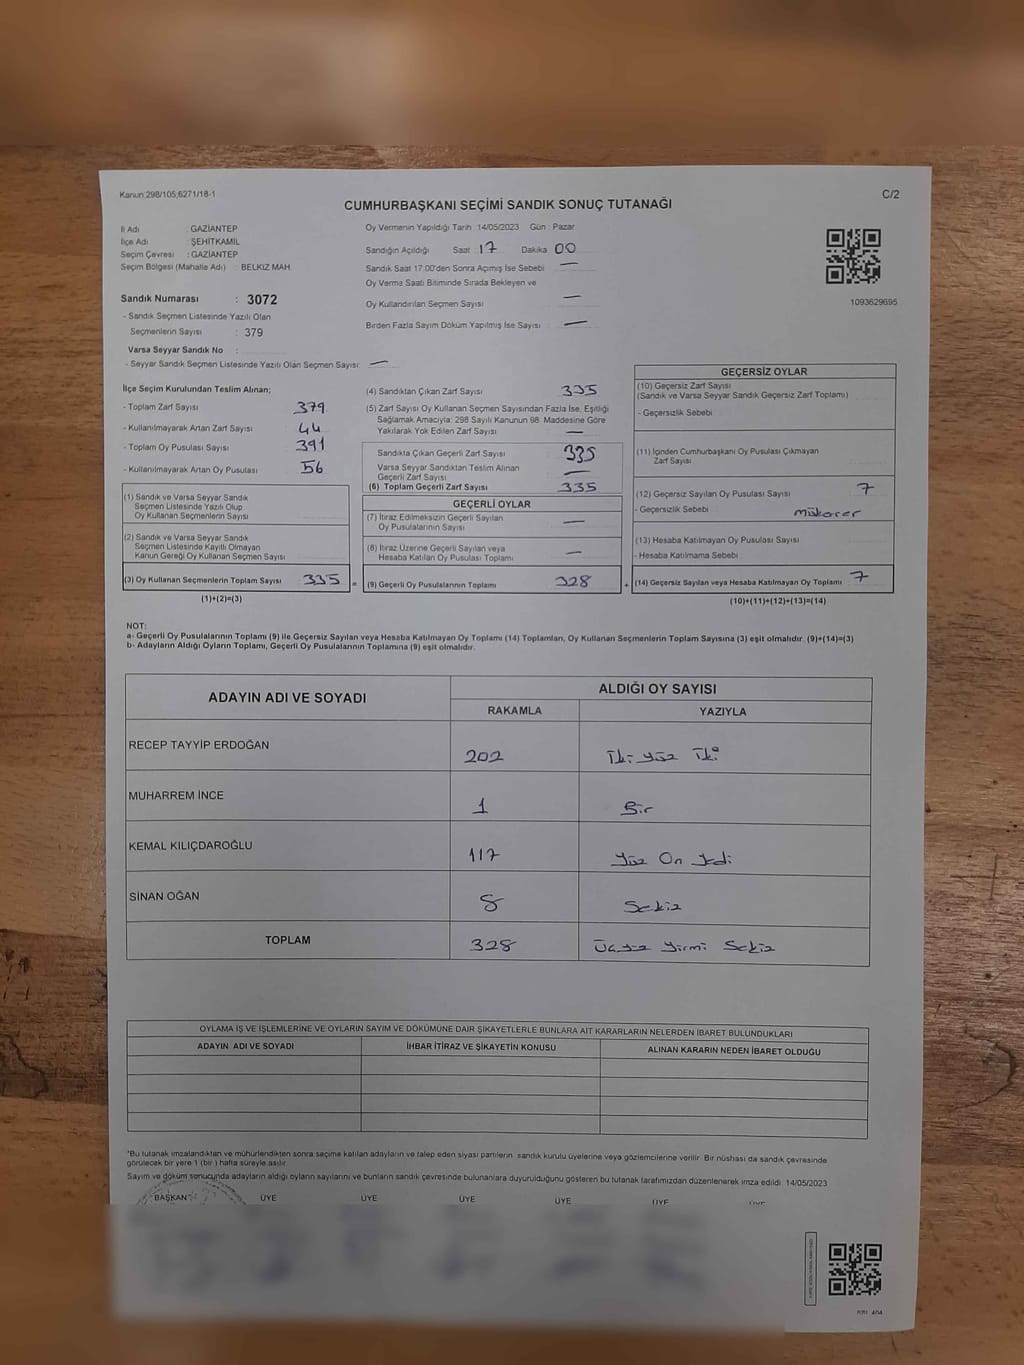 Kanun:298/105;6271/18-1
C/2
CUMHURBAŞKANI SEÇİMİ SANDIK SONUÇ TUTANAĞI
İl Adı : GAZİANTEP
İlçe Adı : ŞEHİTKAMİL
Seçim Çevresi : GAZİANTEP
Seçim Bölgesi (Mahalle Adı) : BELKIZ MAH.
Sandık Numarası : 3072
- Sandık Seçmen Listesinde Yazılı Olan
Seçmenlerin Sayısı : 379
Varsa Seyyar Sandık No :
- Seyyar Sandık Seçmen Listesinde Yazılı Olan Seçmen Sayısı: —
Oy Vermenin Yapıldığı Tarih : 14/05/2023 Gün : Pazar
Sandığın Açıldığı Saat 17 Dakika 00
Sandık Saat 17:00'den Sonra Açımış İse Sebebi —
Oy Verme Saati Bitiminde Sırada Bekleyen ve
Oy Kullandırılan Seçmen Sayısı —
Birden Fazla Sayım Döküm Yapılmış İse Sayısı —
1093629695
İlçe Seçim Kurulundan Teslim Alınan;
- Toplam Zarf Sayısı 379
- Kullanılmayarak Artan Zarf Sayısı 44
- Toplam Oy Pusulası Sayısı 391
- Kullanılmayarak Artan Oy Pusulası 56
(1) Sandık ve Varsa Seyyar Sandık
Seçmen Listesinde Yazılı Olup
Oy Kullanan Seçmenlerin Sayısı
(2) Sandık ve Varsa Seyyar Sandık
Seçmen Listesinde Kayıtlı Olmayan
Kanun Gereği Oy Kullanan Seçmen Sayısı
(3) Oy Kullanan Seçmenlerin Toplam Sayısı 335 =
(1)+(2)=(3)
(4) Sandıktan Çıkan Zarf Sayısı 335
(5) Zarf Sayısı Oy Kullanan Seçmen Sayısından Fazla İse, Eşitliği
Sağlamak Amacıyla; 298 Sayılı Kanunun 98. Maddesine Göre
Yakılarak Yok Edilen Zarf Sayısı —
Sandıkta Çıkan Geçerli Zarf Sayısı 335
Varsa Seyyar Sandıktan Teslim Alınan
Geçerli Zarf Sayısı —
(6) Toplam Geçerli Zarf Sayısı 335
GEÇERLİ OYLAR
(7) İtiraz Edilmeksizin Geçerli Sayılan
Oy Pusulalarının Sayısı —
(8) İtiraz Üzerine Geçerli Sayılan veya
Hesaba Katılan Oy Pusulası Toplamı —
(9) Geçerli Oy Pusulalarının Toplamı 328 +
GEÇERSİZ OYLAR
(10) Geçersiz Zarf Sayısı
(Sandık ve Varsa Seyyar Sandık Geçersiz Zarf Toplamı)
- Geçersizlik Sebebi
(11) İçinden Cumhurbaşkanı Oy Pusulası Çıkmayan
Zarf Sayısı
(12) Geçersiz Sayılan Oy Pusulası Sayısı 7
- Geçersizlik Sebebi mükerer
(13) Hesaba Katılmayan Oy Pusulası Sayısı
- Hesaba Katılmama Sebebi
(14) Geçersiz Sayılan veya Hesaba Katılmayan Oy Toplamı 7
(10)+(11)+(12)+(13)=(14)
NOT:
a- Geçerli Oy Pusulalarının Toplamı (9) ile Geçersiz Sayılan veya Hesaba Katılmayan Oy Toplamı (14) Toplamları, Oy Kullanan Seçmenlerin Toplam Sayısına (3) eşit olmalıdır. (9)+(14)=(3)
b- Adayların Aldığı Oyların Toplamı, Geçerli Oy Pusulalarının Toplamına (9) eşit olmalıdır.
ADAYIN ADI VE SOYADI
ALDIĞI OY SAYISI
RAKAMLA YAZIYLA
RECEP TAYYİP ERDOĞAN 202 İki yüz iki
MUHARREM İNCE 1 Bir
KEMAL KILIÇDAROĞLU 117 Yüz On Yedi
SİNAN OĞAN 8 Sekiz
TOPLAM 328 Üçyüz Yirmi Sekiz
OYLAMA İŞ VE İŞLEMLERİNE VE OYLARIN SAYIM VE DÖKÜMÜNE DAİR ŞİKAYETLERLE BUNLARA AİT KARARLARIN NELERDEN İBARET BULUNDUKLARI
ADAYIN ADI VE SOYADI İHBAR İTİRAZ VE ŞİKAYETİN KONUSU ALINAN KARARIN NEDEN İBARET OLDUĞU
*Bu tutanak imzalandıktan ve mühürlendikten sonra seçime katılan adayların ve talep eden siyasi partilerin sandık kurulu üyelerine veya gözlemcilerine verilir. Bir nüshası da sandık çevresinde
görülecek bir yere 1 (bir ) hafta süreyle asılır.
Sayım ve döküm sonucunda adayların aldığı oyların sayılarını ve bunların sandık çevresinde bulunanlara duyurulduğunu gösteren bu tutanak tarafımızdan düzenlenerek imza edildi. 14/05/2023
BAŞKAN ÜYE ÜYE ÜYE ÜYE ÜYE ÜYE